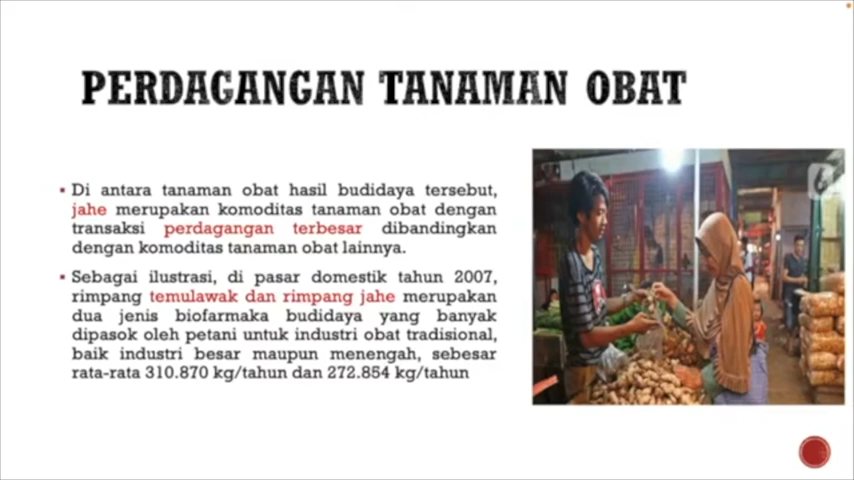 PERDAGANGAN TANAMAN OBAT
Di antara tanaman obat hasil budidaya tersebut,
jahe merupakan komoditas tanaman obat dengan
transaksi perdagangan terbesar dibandingkan
dengan komoditas tanaman obat lainnya.
Sebagai ilustrasi, di pasar domestik tahun 2007,
rimpang temulawak dan rimpang jahe merupakan
dua jenis biofarmaka budidaya yang banyak
dipasok oleh petani untuk industri obat tradisional,
baik industri besar maupun menengah, sebesar
rata-rata 310.870 kg/tahun dan 272.854 kg/tahun